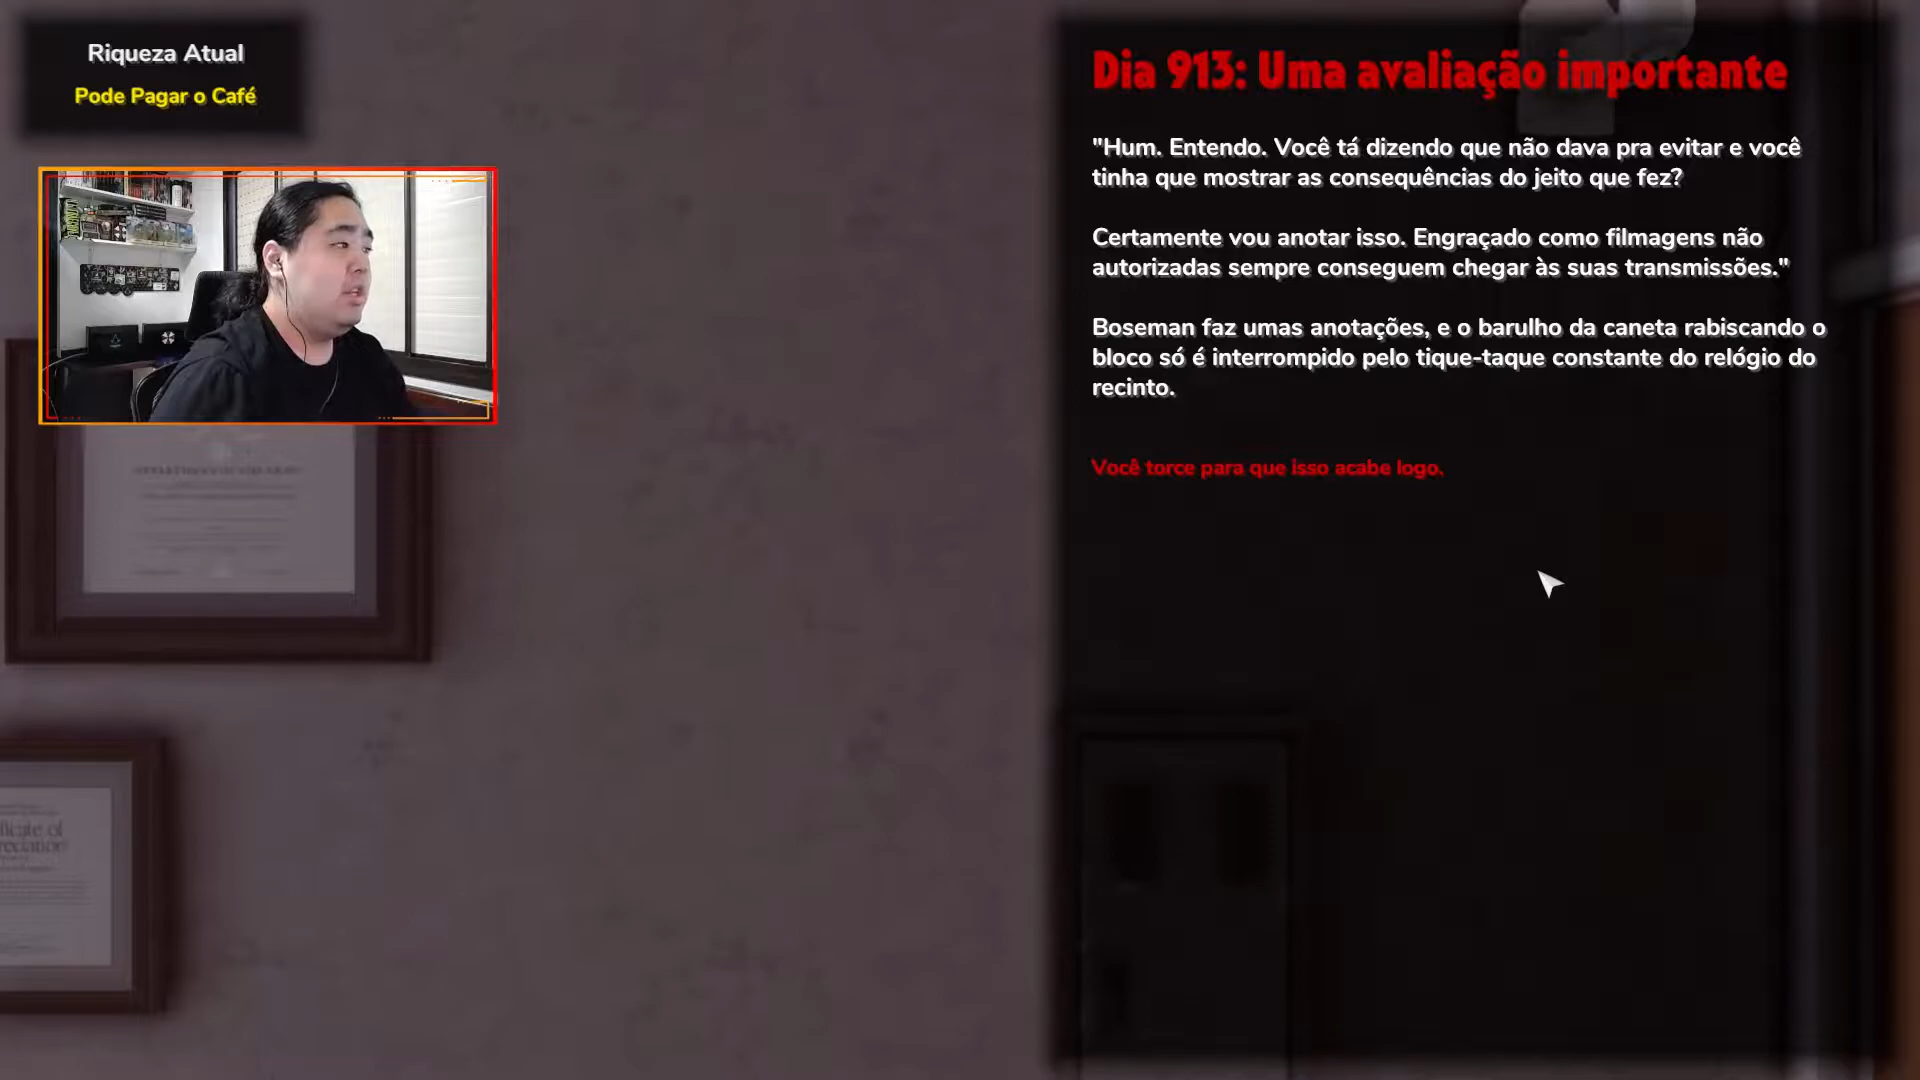 Riqueza Atual
Pode Pagar o Café
Dia 913: Uma avaliação importante
"Hum. Entendo. Você tá dizendo que não dava pra evitar e você
tinha que mostrar as consequências do jeito que fez?
Certamente vou anotar isso. Engraçado como filmagens não
autorizadas sempre conseguem chegar às suas transmissões."
Boseman faz umas anotações, e o barulho da caneta rabiscando o
bloco só é interrompido pelo tique-taque constante do relógio do
recinto.
Você torce para que isso acabe logo.